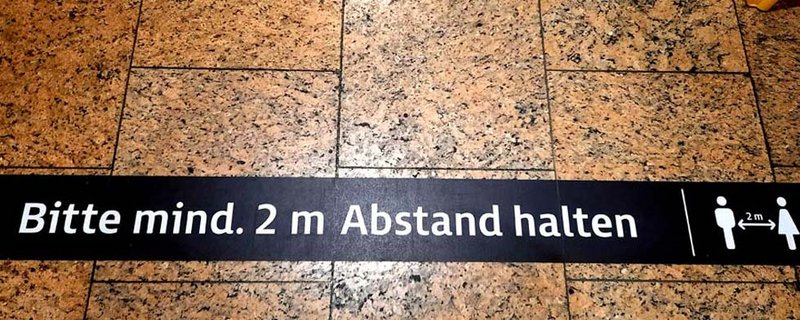 Bitte mind. 2 m Abstand halten
2 m